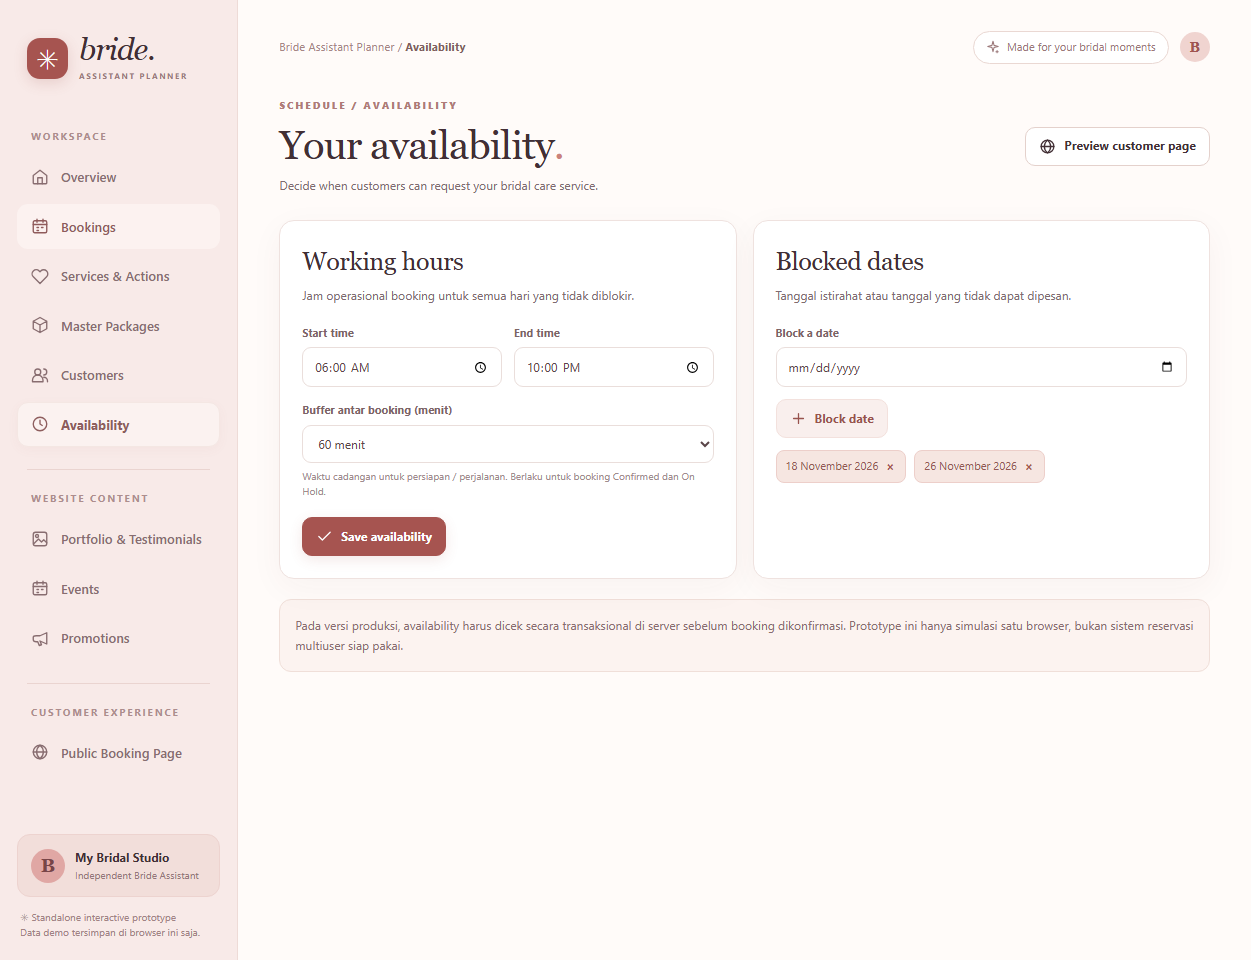 bride.
ASSISTANT PLANNER
WORKSPACE
Overview
Bookings
Services & Actions
Master Packages
Customers
Availability
WEBSITE CONTENT
Portfolio & Testimonials
Events
Promotions
CUSTOMER EXPERIENCE
Public Booking Page
B
My Bridal Studio
Independent Bride Assistant
✳ Standalone interactive prototype
Data demo tersimpan di browser ini saja.
Bride Assistant Planner / Availability
Made for your bridal moments
B
SCHEDULE / AVAILABILITY
Your availability.
Decide when customers can request your bridal care service.
Preview customer page
Working hours
Jam operasional booking untuk semua hari yang tidak diblokir.
Start time
End time
06:00 AM
10:00 PM
Buffer antar booking (menit)
60 menit
Waktu cadangan untuk persiapan / perjalanan. Berlaku untuk booking Confirmed dan On
Hold.
Save availability
Blocked dates
Tanggal istirahat atau tanggal yang tidak dapat dipesan.
Block a date
mm/dd/yyyy
Block date
18 November 2026 ×
26 November 2026 ×
Pada versi produksi, availability harus dicek secara transaksional di server sebelum booking dikonfirmasi. Prototype ini hanya simulasi satu browser, bukan sistem reservasi
multiuser siap pakai.